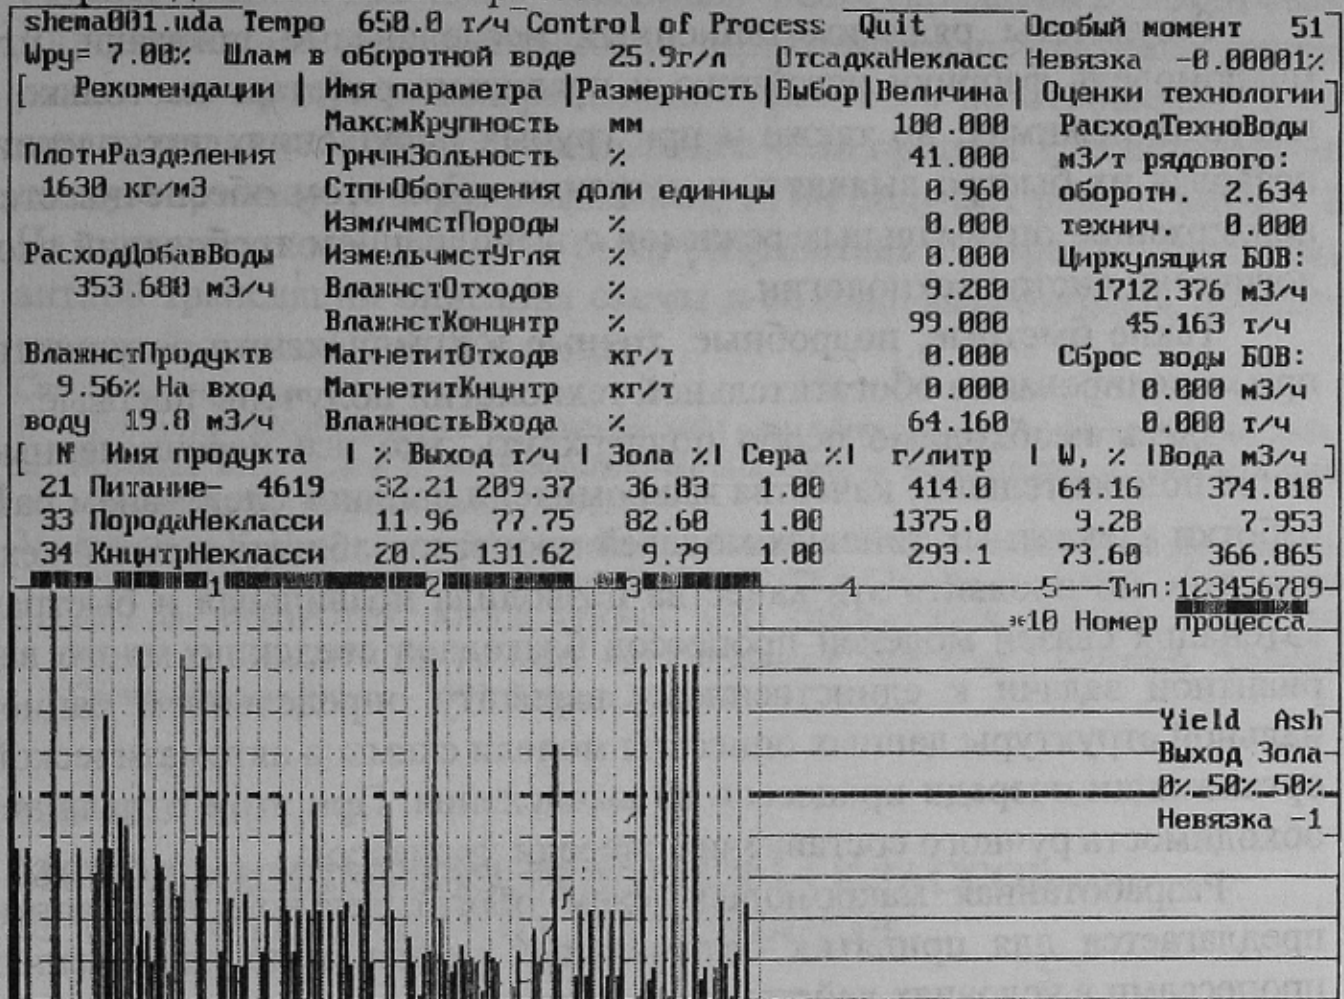 shema001.uda Tempo 650.0 т/ч Control of Process Quit Особый момент 51
Wру= 7.00% Шлам в оборотной воде 25.9г/л ОтсадкаНекласс Невязка -0.00001%
[ Рекомендации | Имя параметра |Размерность|Выбор|Величина| Оценки технологии]
МаксмКрупность мм 100.000 РасходТехноВоды
ПлотнРазделения ГрнчнЗольность % 41.000 м3/т рядового:
1630 кг/м3 СтпнОбогащения доли единицы 0.960 оборотн. 2.634
ИзмлчмстПороды % 0.000 технич. 0.000
РасходДобавВоды ИзмельчмстУгля % 0.000 Циркуляция БОВ:
353.680 м3/ч ВлажнстОтходов % 9.280 1712.376 м3/ч
ВлажнстКонцнтр % 99.000 45.163 т/ч
ВлажнстПродуктв МагнетитОтходв кг/т 0.000 Сброс воды БОВ:
9.56% На вход МагнетитКнцнтр кг/т 0.000 0.000 м3/ч
воду 19.8 м3/ч ВлажностьВхода % 64.160 0.000 т/ч
[ № Имя продукта | % Выход т/ч | Зола %| Сера %| г/литр | W, % |Вода м3/ч ]
21 Питание- 4619 32.21 209.37 36.83 1.00 414.0 64.16 374.818
33 ПородаНекласси 11.96 77.75 82.60 1.00 1375.8 9.28 7.953
34 КнцнтрНекласси 20.25 131.62 9.79 1.00 293.1 73.60 366.865
1 2 3 4 5 Тип:123456789
*10 Номер процесса
Yield Ash
Выход Зола
0% 50% 50%
Невязка -1